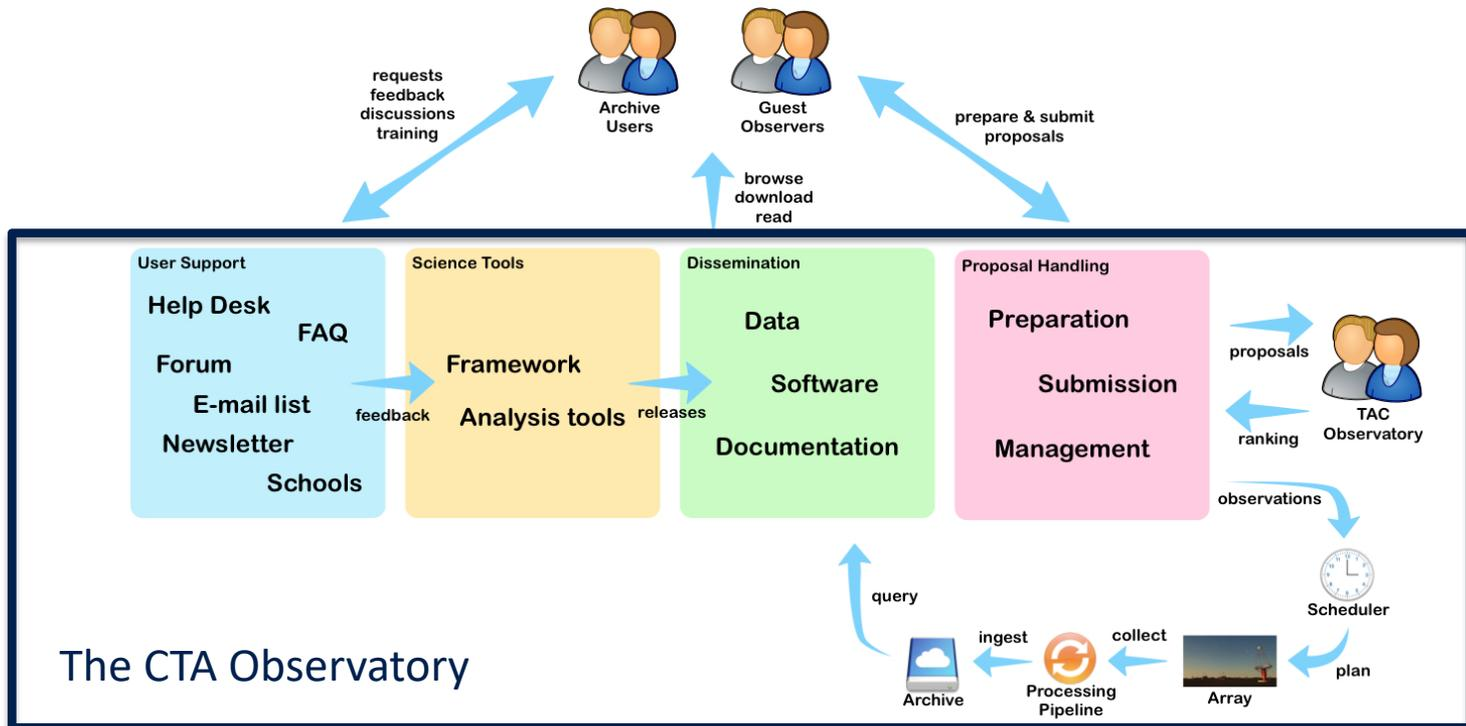 requests
feedback
discussions
training
Archive
Users
Guest
Observers
prepare & submit
proposals
browse
download
read
User Support
Help Desk
FAQ
Forum
E-mail list
Newsletter
Schools
feedback
Science Tools
Framework
Analysis tools
releases
Dissemination
Data
Software
Documentation
Proposal Handling
Preparation
Submission
Management
proposals
TAC
Observatory
ranking
observations
Scheduler
plan
Array
collect
Processing
Pipeline
ingest
Archive
query
The CTA Observatory